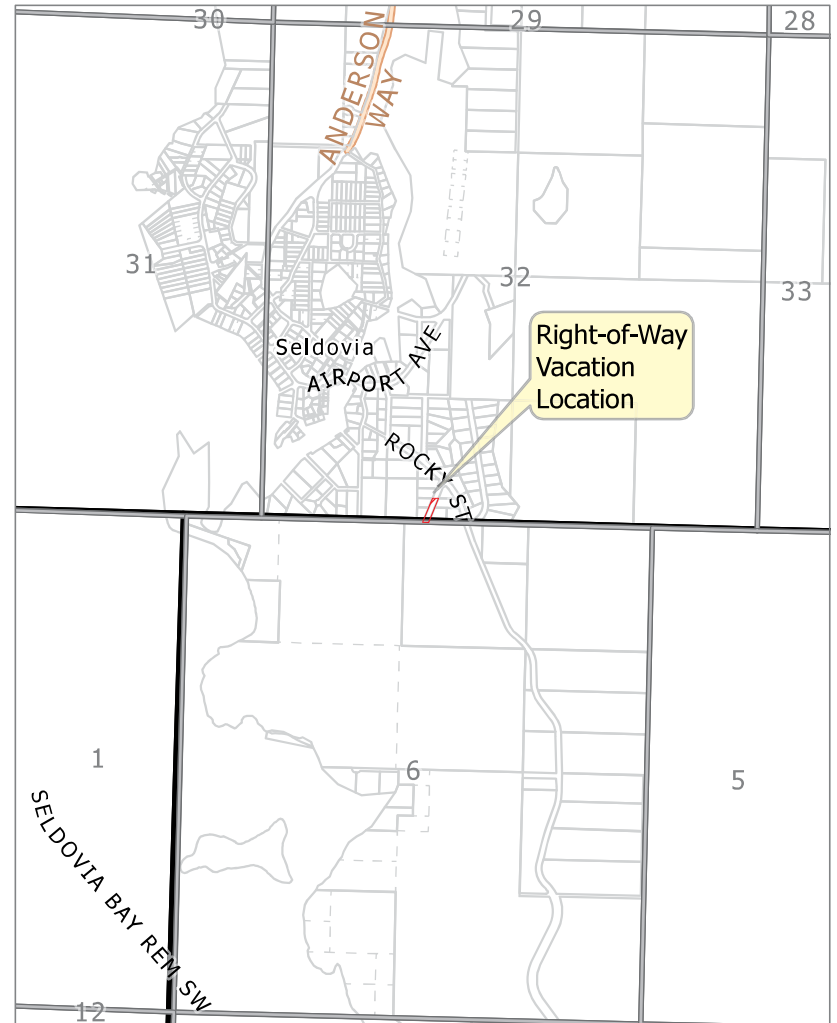 30
29
28
ANDERSON
WAY
31
32
33
Right-of-Way
Vacation
Location
Seldovia
AIRPORT AVE
ROCKY ST
1
6
5
SELDOVIA BAY REM SW
12